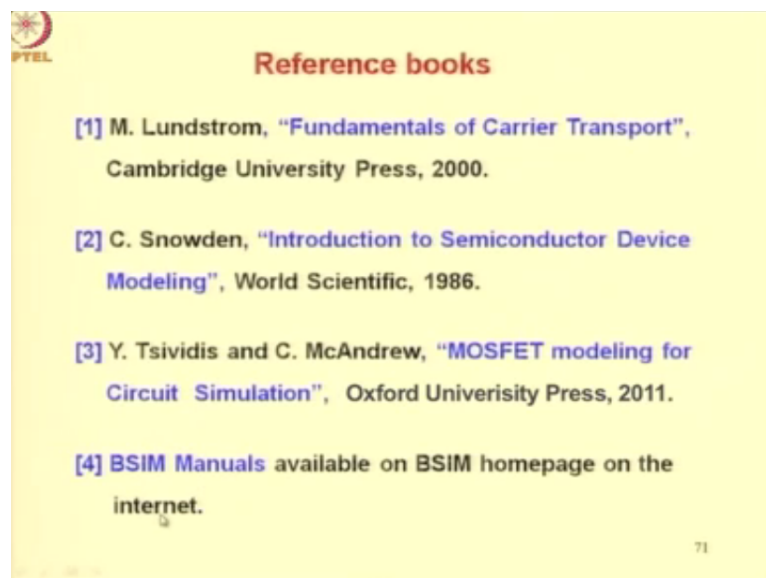 PTEL
Reference books
[1] M. Lundstrom, “Fundamentals of Carrier Transport”,
Cambridge University Press, 2000.
[2] C. Snowden, “Introduction to Semiconductor Device
Modeling”, World Scientific, 1986.
[3] Y. Tsividis and C. McAndrew, “MOSFET modeling for
Circuit Simulation”, Oxford Univerisity Press, 2011.
[4] BSIM Manuals available on BSIM homepage on the
internet.
71